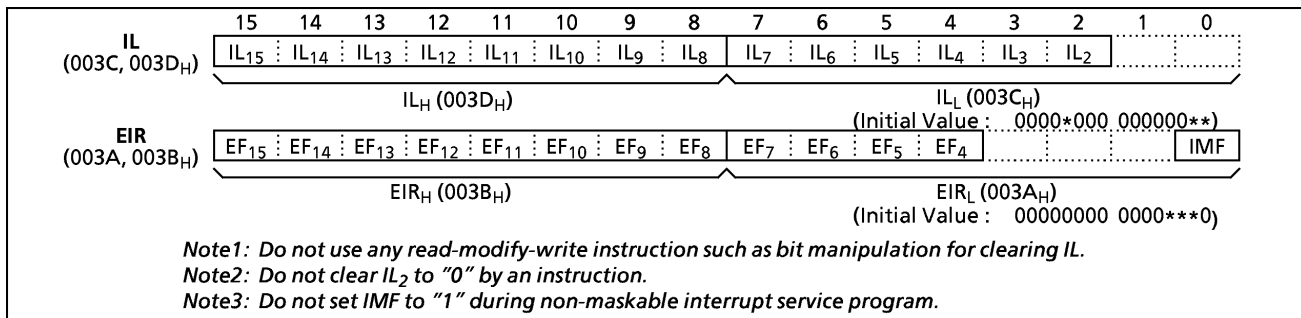 15 14 13 12 11 10 9 8 7 6 5 4 3 2 1 0
IL
(003C, 003DH)
IL15 IL14 IL13 IL12 IL11 IL10 IL9 IL8 IL7 IL6 IL5 IL4 IL3 IL2
ILH (003DH) ILL (003CH)
(Initial Value : 0000*000 000000**)
EIR
(003A, 003BH)
EF15 EF14 EF13 EF12 EF11 EF10 EF9 EF8 EF7 EF6 EF5 EF4 IMF
EIRH (003BH) EIRL (003AH)
(Initial Value : 00000000 0000***0)
Note1: Do not use any read-modify-write instruction such as bit manipulation for clearing IL.
Note2: Do not clear IL2 to "0" by an instruction.
Note3: Do not set IMF to "1" during non-maskable interrupt service program.